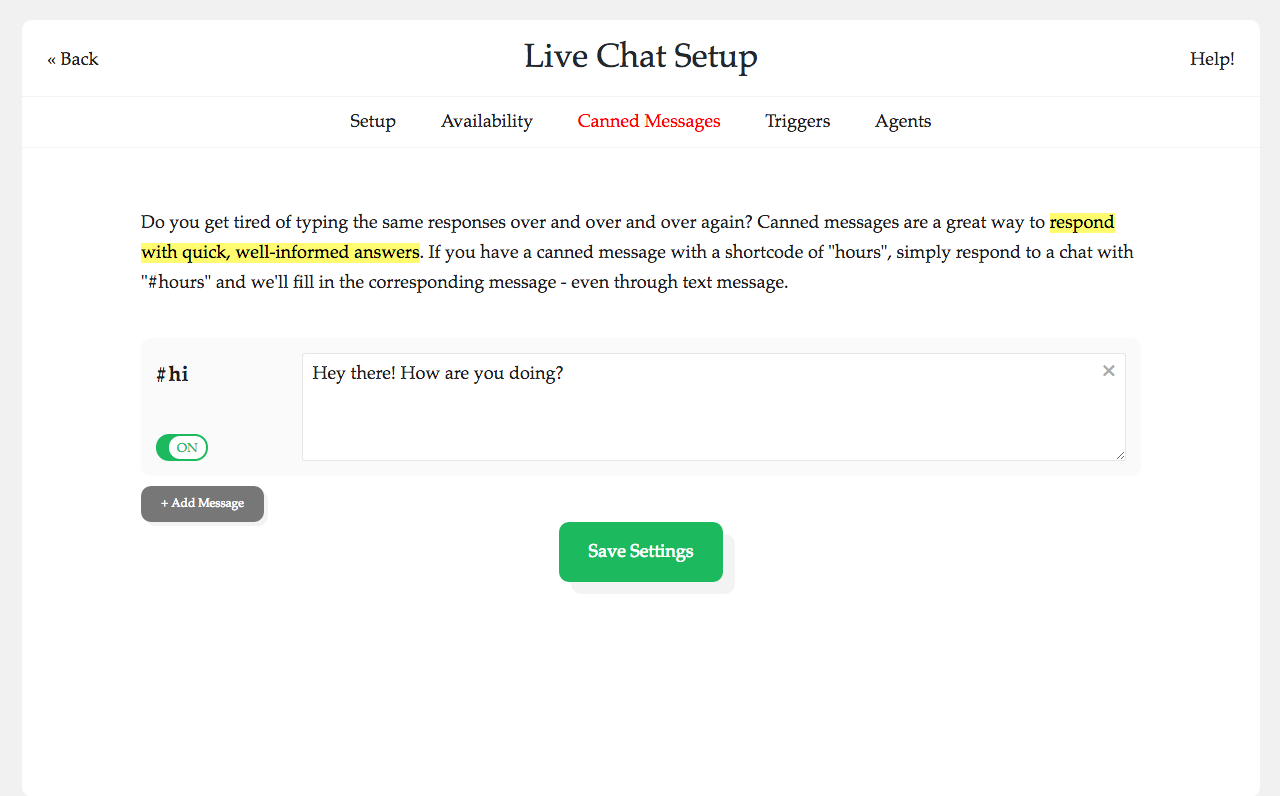 « Back
Live Chat Setup
Help!
Setup
Availability
Canned Messages
Triggers
Agents
Do you get tired of typing the same responses over and over and over again? Canned messages are a great way to respond
with quick, well-informed answers. If you have a canned message with a shortcode of "hours", simply respond to a chat with
"#hours" and we'll fill in the corresponding message - even through text message.
#hi
Hey there! How are you doing?
ON
+ Add Message
Save Settings